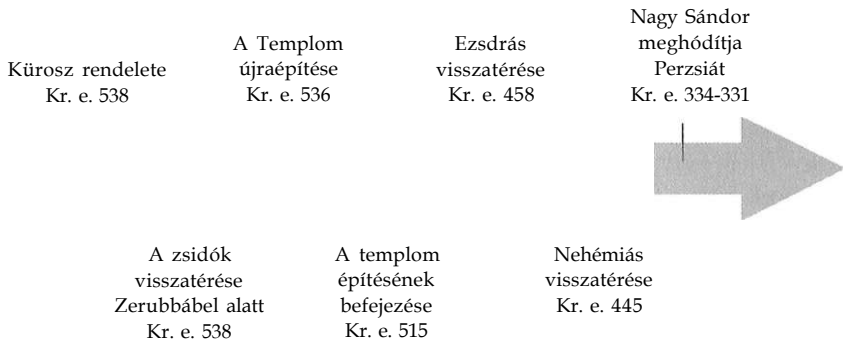 Kürosz rendelete
Kr. e. 538
A Templom
újraépítése
Kr. e. 536
Ezsdrás
visszatérése
Kr. e. 458
Nagy Sándor
meghódítja
Perzsiát
Kr. e. 334-331
A zsidók
visszatérése
Zerubbábel alatt
Kr. e. 538
A templom
építésének
befejezése
Kr. e. 515
Nehémiás
visszatérése
Kr. e. 445